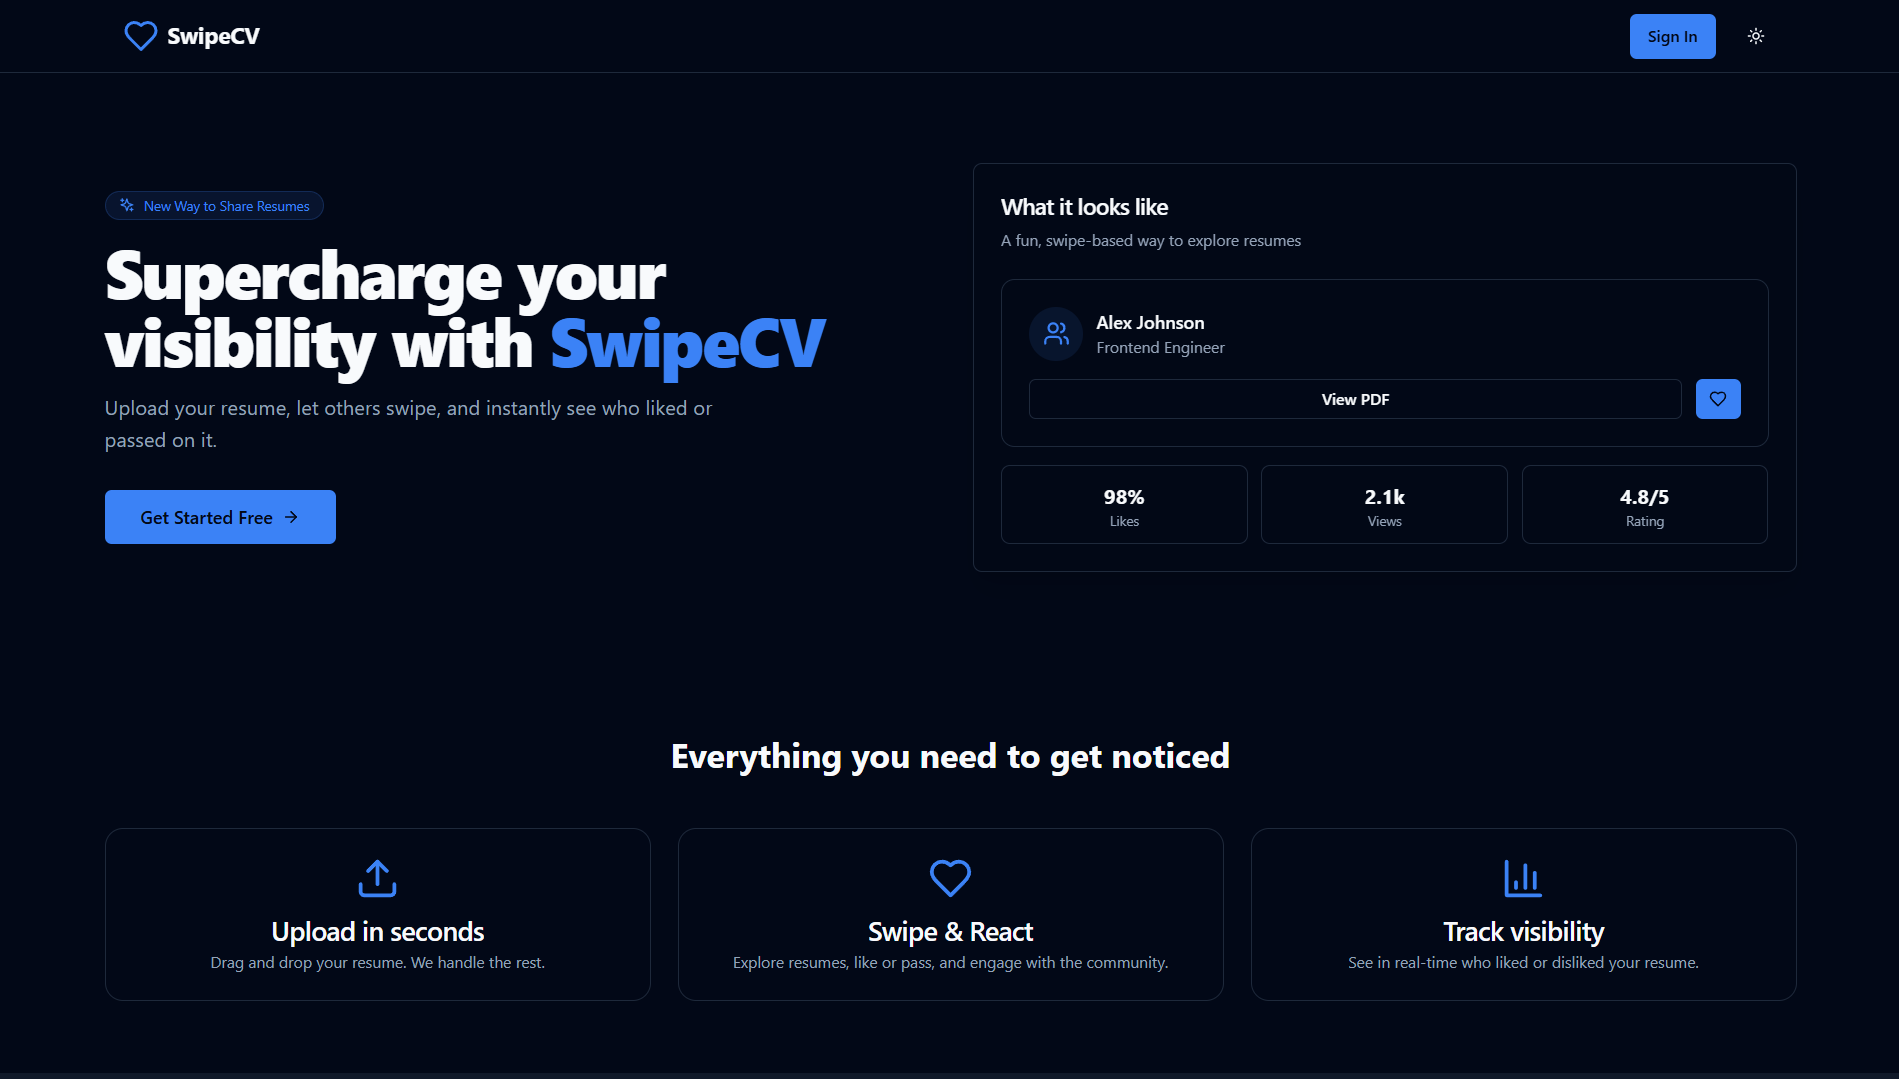 SwipeCV
Sign In
New Way to Share Resumes
Supercharge your
visibility with SwipeCV
Upload your resume, let others swipe, and instantly see who liked or
passed on it.
Get Started Free
What it looks like
A fun, swipe-based way to explore resumes
Alex Johnson
Frontend Engineer
View PDF
98%
Likes
2.1k
Views
4.8/5
Rating
Everything you need to get noticed
Upload in seconds
Drag and drop your resume. We handle the rest.
Swipe & React
Explore resumes, like or pass, and engage with the community.
Track visibility
See in real-time who liked or disliked your resume.